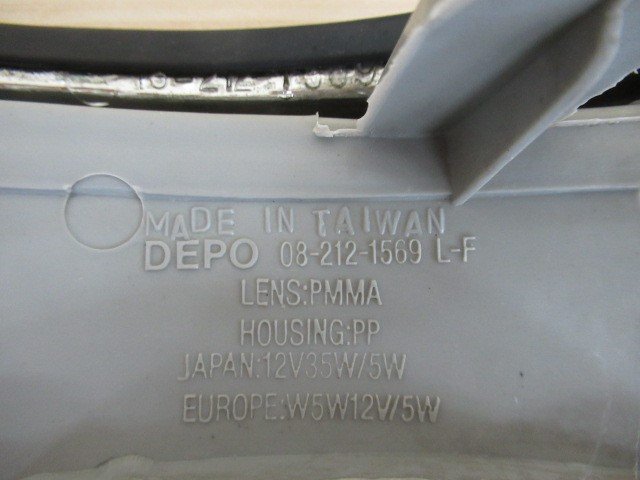 MADE IN TAIWAN
DEPO 08-212-1569 L-F
LENS:PMMA
HOUSING:PP
JAPAN:12V35W/5W
EUROPE:W5W12V/5W